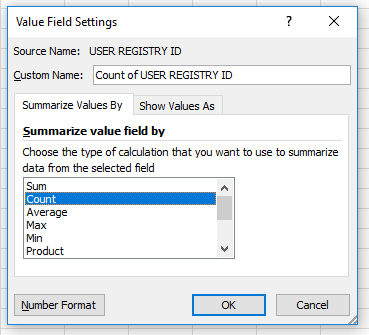 Value Field Settings ? ×
Source Name: USER REGISTRY ID
Custom Name: Count of USER REGISTRY ID
Summarize Values By Show Values As
Summarize value field by
Choose the type of calculation that you want to use to summarize
data from the selected field
Sum
Count
Average
Max
Min
Product
Number Format OK Cancel